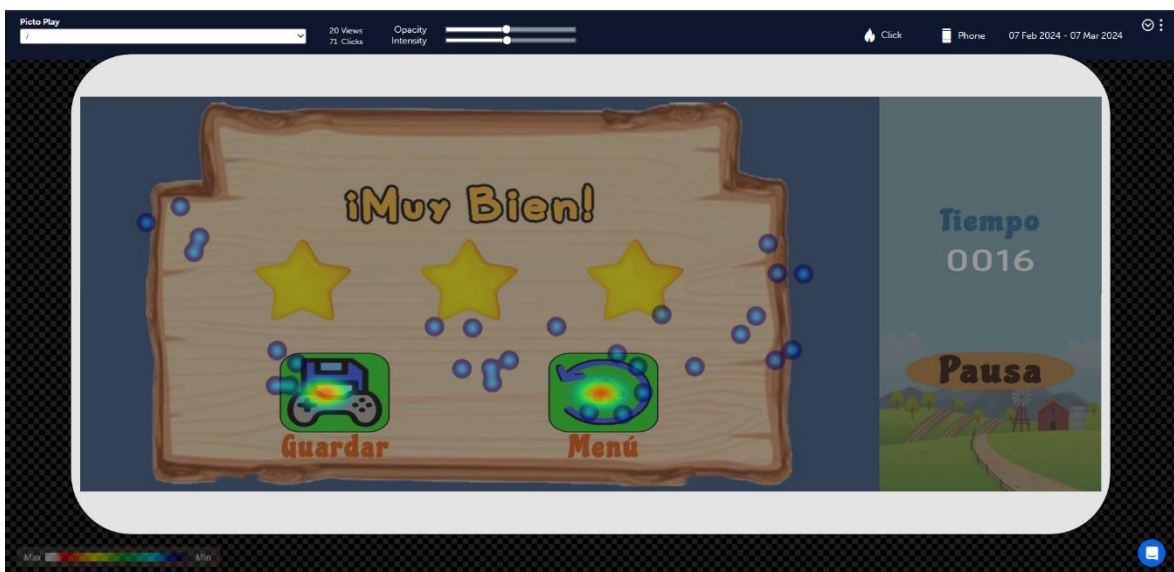 Picto Play
/
20 Views
71 Clicks
Opacity
Intensity
Click
Phone
07 Feb 2024 - 07 Mar 2024
¡Muy Bien!
Tiempo
0016
Pausa
Guardar
Menú
Max
Min